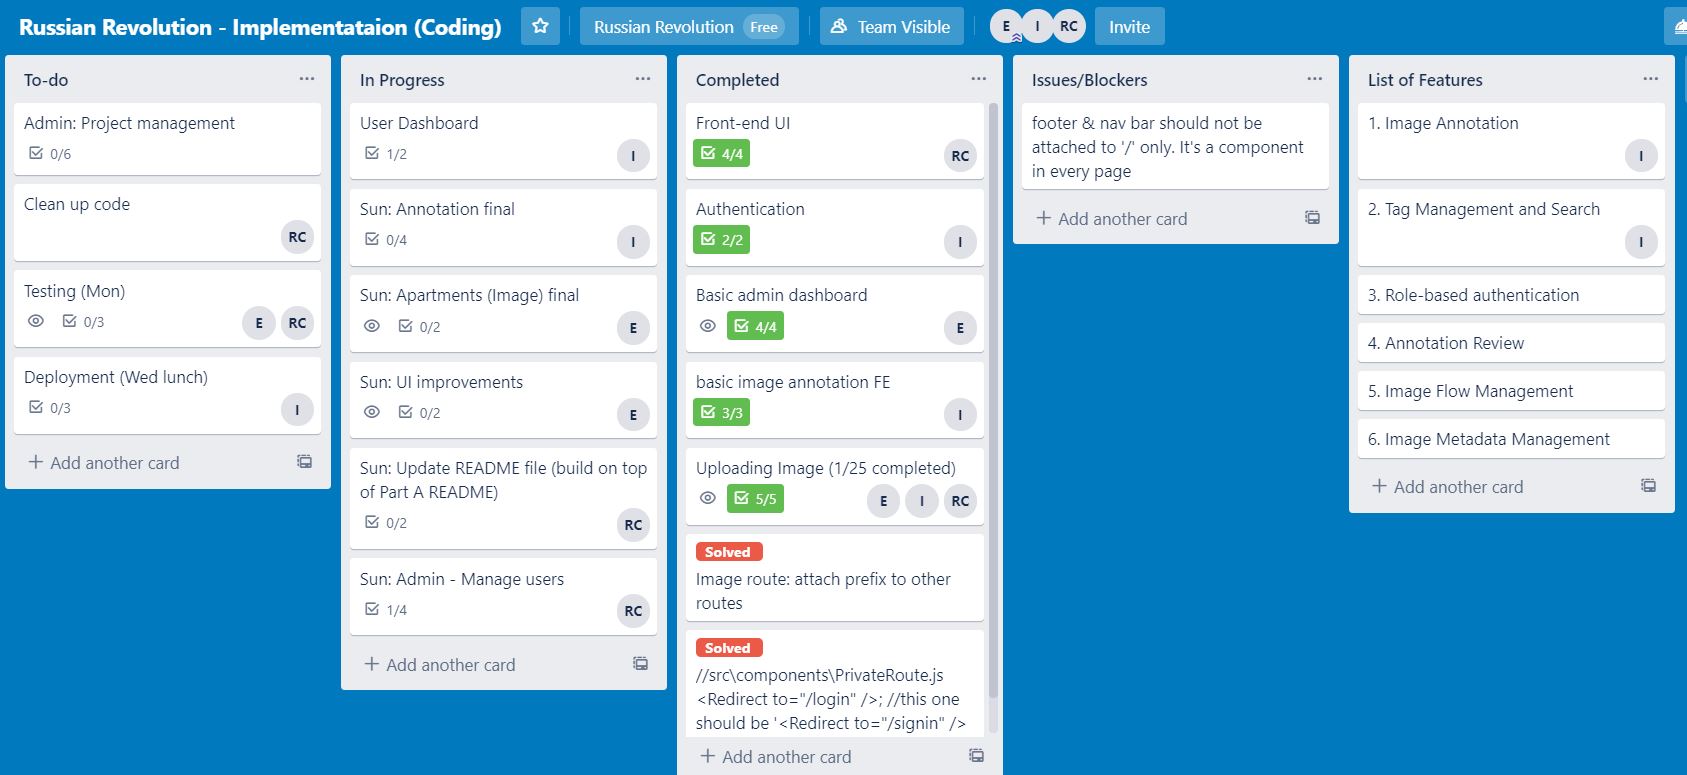 Russian Revolution - Implementataion (Coding)
Russian Revolution Free
Team Visible
E I RC
Invite
To-do
Admin: Project management
0/6
Clean up code
RC
Testing (Mon)
0/3
E RC
Deployment (Wed lunch)
0/3
I
+ Add another card
In Progress
User Dashboard
1/2
I
Sun: Annotation final
0/4
I
Sun: Apartments (Image) final
0/2
E
Sun: UI improvements
0/2
E
Sun: Update README file (build on top
of Part A README)
0/2
RC
Sun: Admin - Manage users
1/4
RC
+ Add another card
Completed
Front-end UI
4/4
RC
Authentication
2/2
I
Basic admin dashboard
4/4
E
basic image annotation FE
3/3
I
Uploading Image (1/25 completed)
5/5
E I RC
Solved
Image route: attach prefix to other
routes
Solved
//src\components\PrivateRoute.js
<Redirect to="/login" />; //this one
should be '<Redirect to="/signin" />
+ Add another card
Issues/Blockers
footer & nav bar should not be
attached to '/' only. It's a component
in every page
+ Add another card
List of Features
1. Image Annotation
I
2. Tag Management and Search
I
3. Role-based authentication
4. Annotation Review
5. Image Flow Management
6. Image Metadata Management
+ Add another card